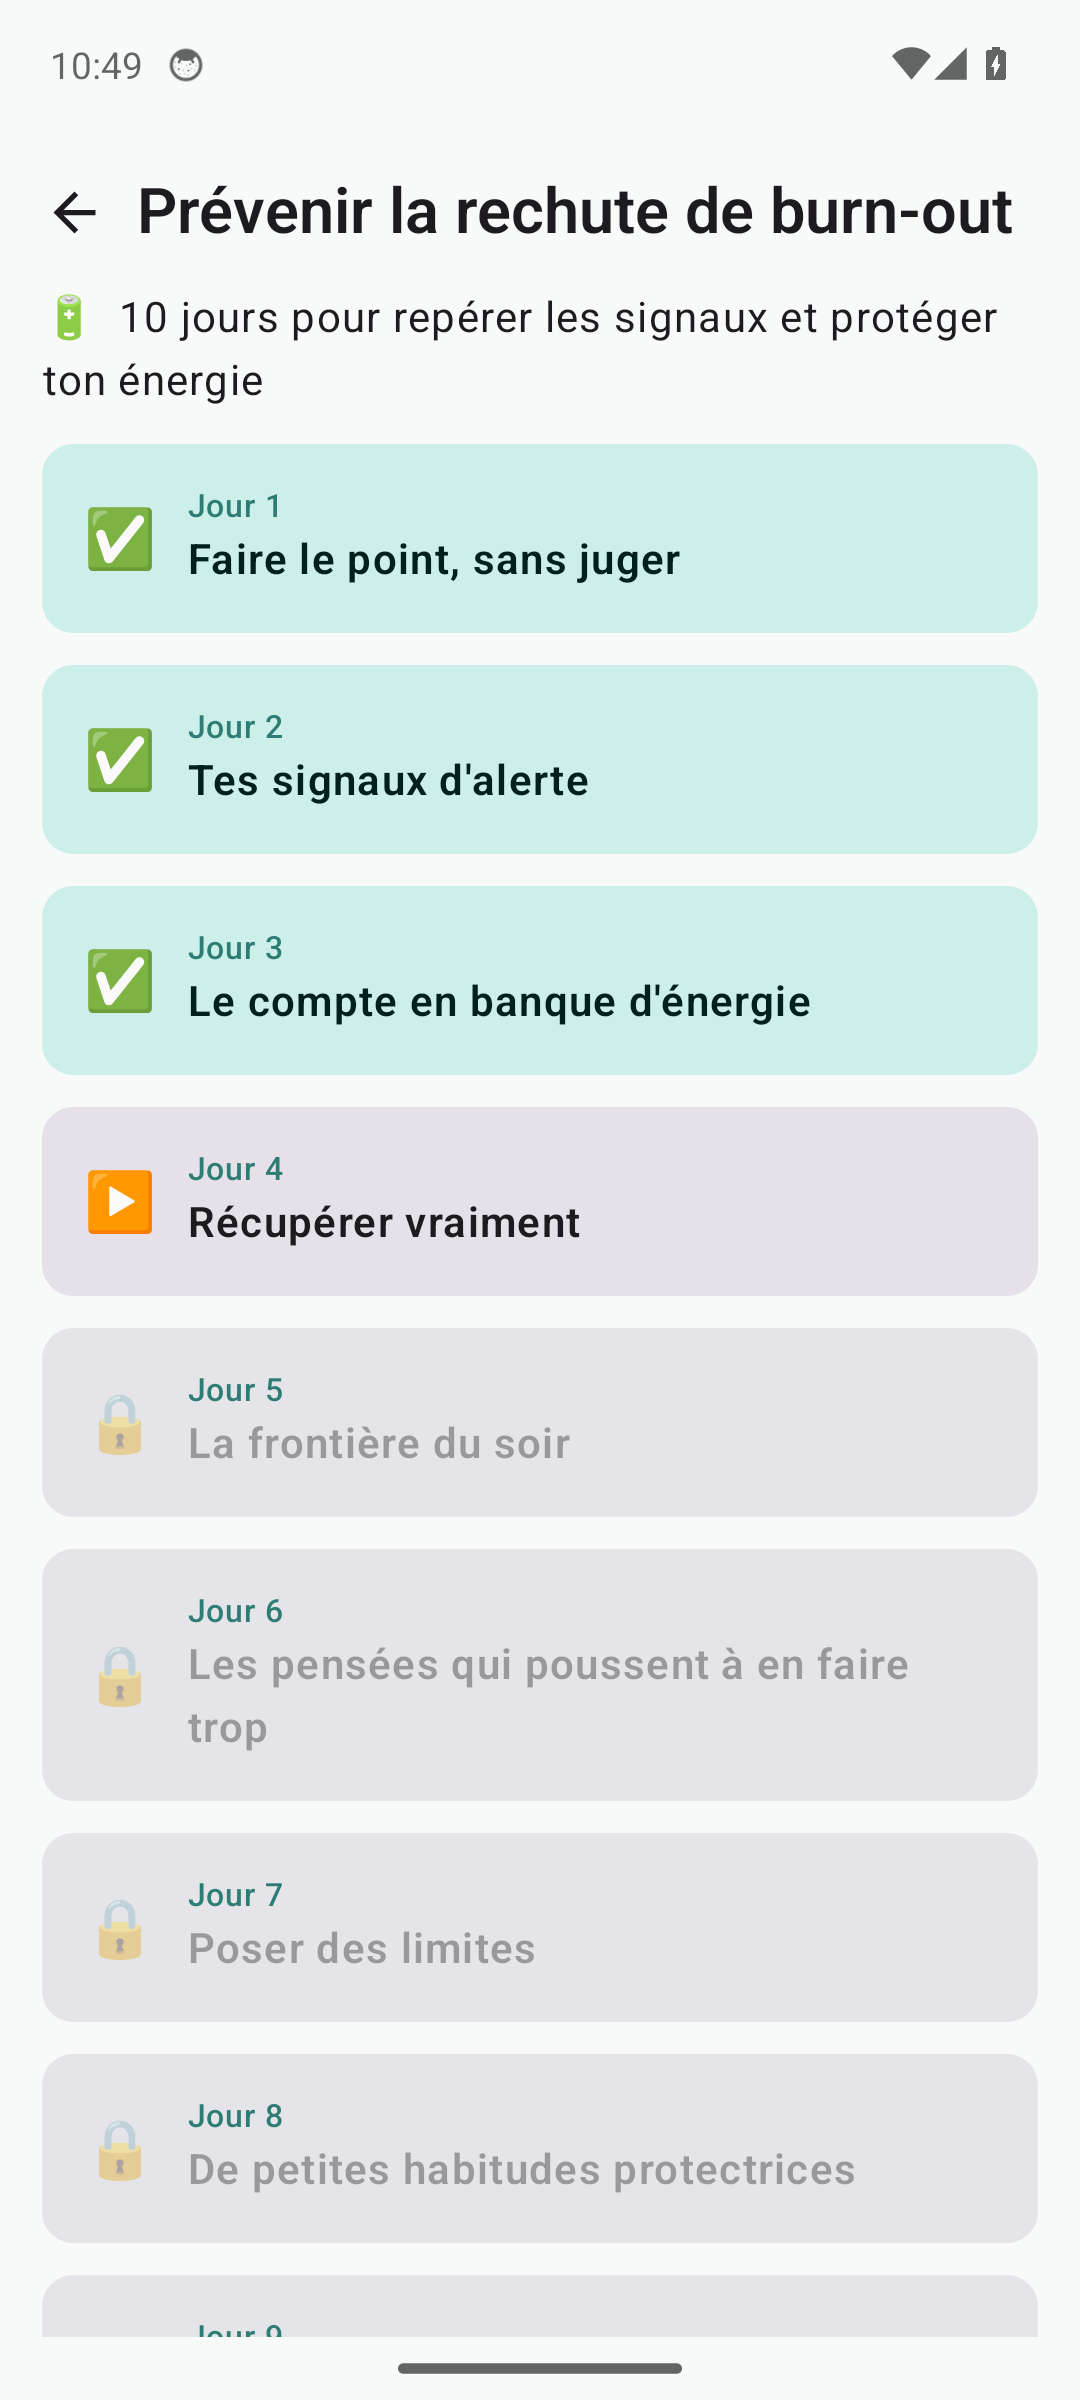 10:49
Prévenir la rechute de burn-out
10 jours pour repérer les signaux et protéger
ton énergie
Jour 1
Faire le point, sans juger
Jour 2
Tes signaux d'alerte
Jour 3
Le compte en banque d'énergie
Jour 4
Récupérer vraiment
Jour 5
La frontière du soir
Jour 6
Les pensées qui poussent à en faire
trop
Jour 7
Poser des limites
Jour 8
De petites habitudes protectrices
Jour 9